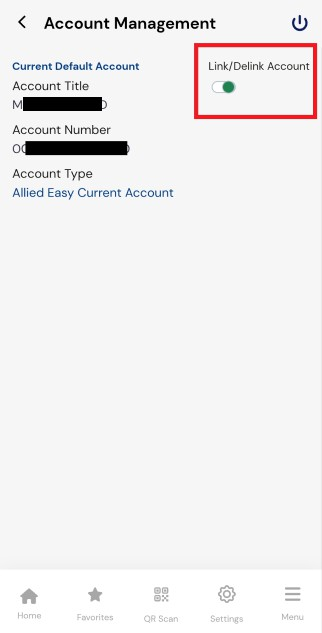 Account Management
Current Default Account
Link/Delink Account
Account Title
Account Number
Account Type
Allied Easy Current Account
Home
Favorites
QR Scan
Settings
Menu